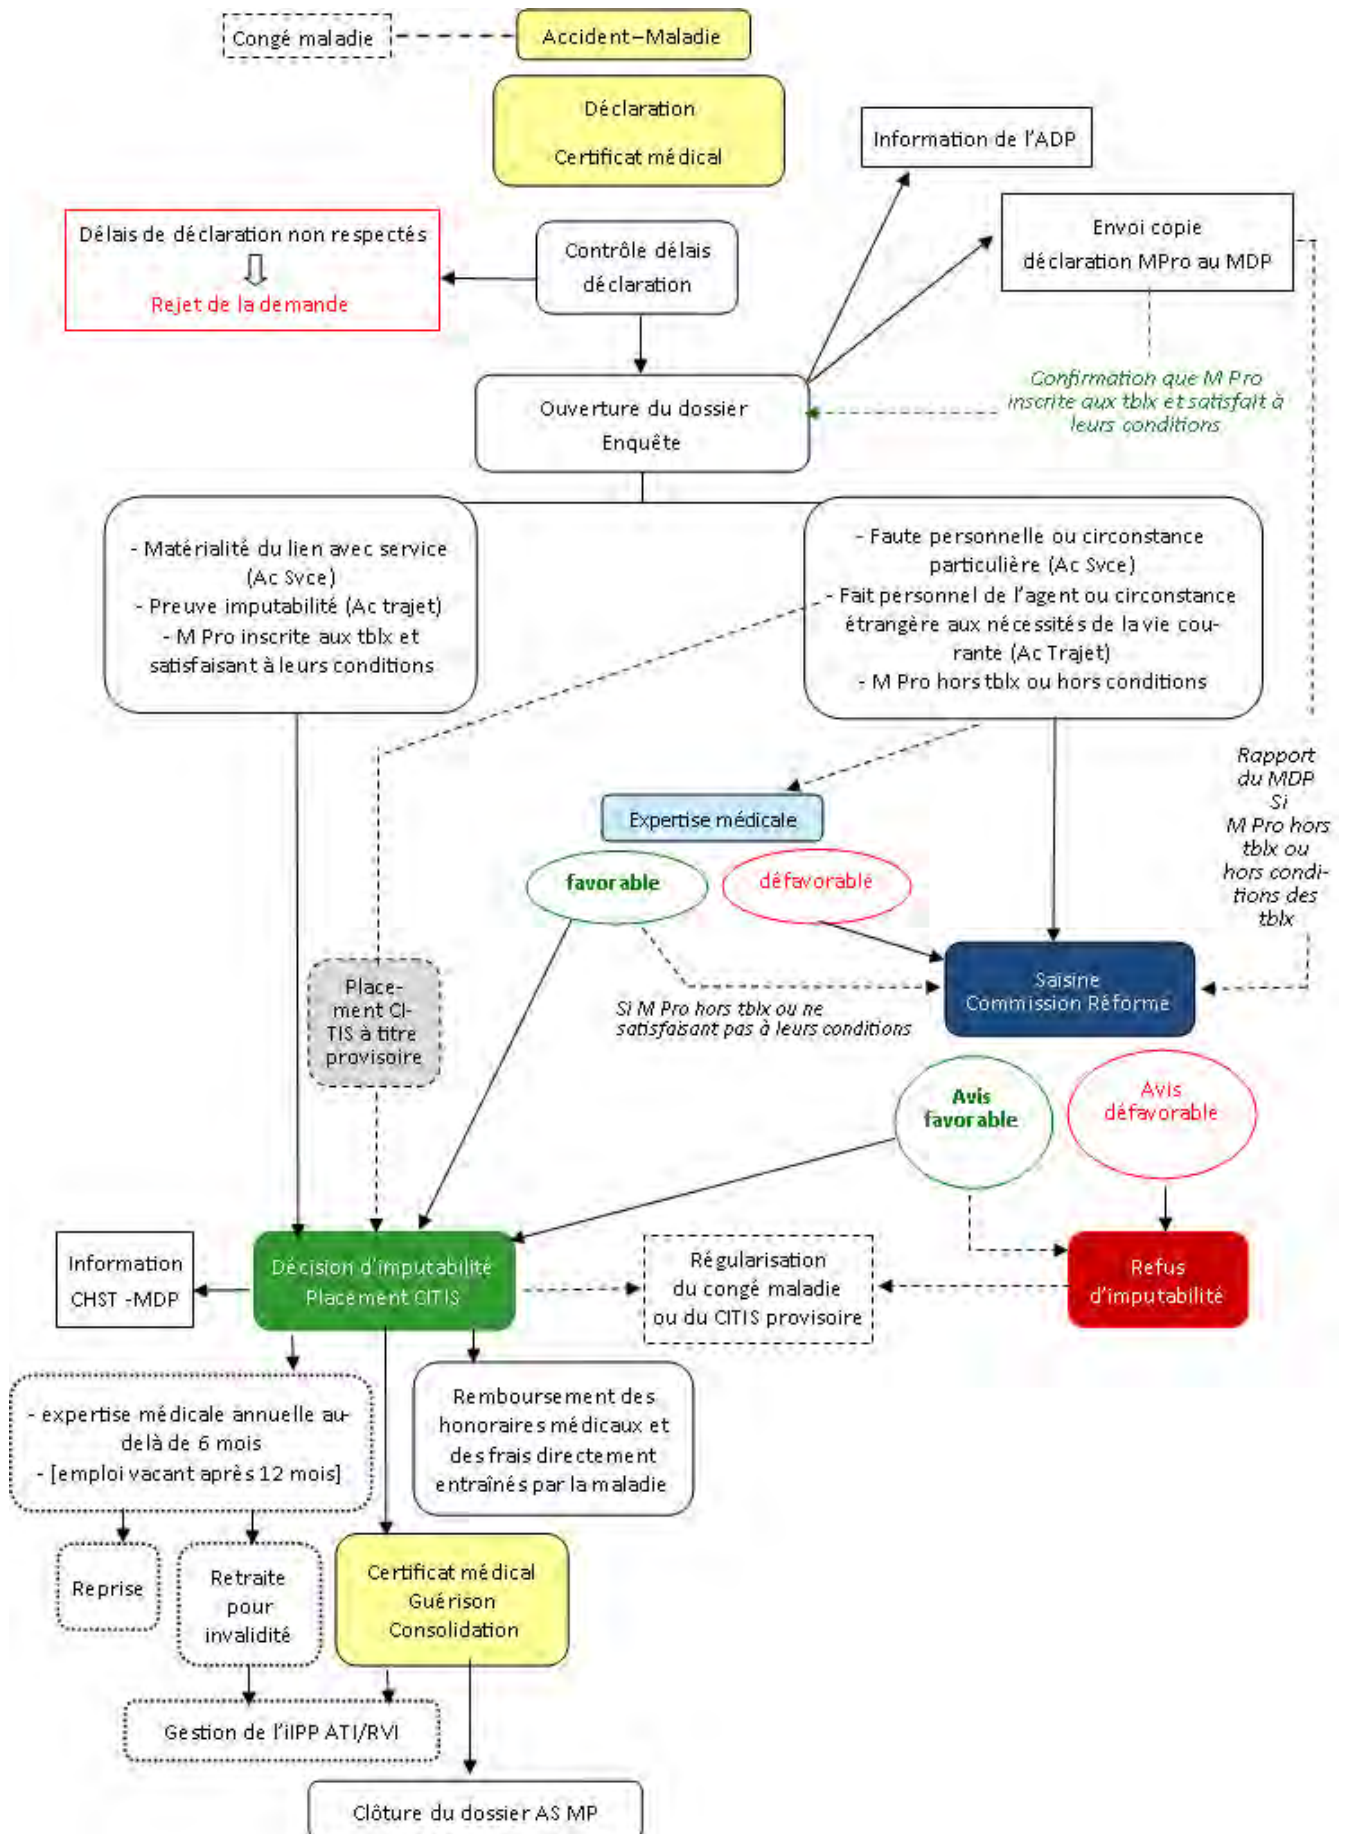 Congé maladie
Accident–Maladie
Déclaration
Certificat médical
Information de l'ADP
Envoi copie
déclaration MPro au MDP
Délais de déclaration non respectés
Rejet de la demande
Contrôle délais
déclaration
Confirmation que M Pro
inscrite aux tblx et satisfait à
leurs conditions
Ouverture du dossier
Enquête
- Matérialité du lien avec service
(Ac Svce)
- Preuve imputabilité (Ac trajet)
- M Pro inscrite aux tblx et
satisfaisant à leurs conditions
- Faute personnelle ou circonstance
particulière (Ac Svce)
- Fait personnel de l'agent ou circonstance
étrangère aux nécessités de la vie cou-
rante (Ac Trajet)
- M Pro hors tblx ou hors conditions
Rapport
du MDP
Si
M Pro hors
tblx ou
hors condi-
tions des
tblx
Expertise médicale
favorable
défavorable
Saisine
Commission Réforme
Si M Pro hors tblx ou ne
satisfaisant pas à leurs conditions
Place-
ment CI-
TIS à titre
provisoire
Avis
favorable
Avis
défavorable
Information
CHST -MDP
Décision d'imputabilité
Placement CITIS
Régularisation
du congé maladie
ou du CITIS provisoire
Refus
d'imputabilité
- expertise médicale annuelle au-
delà de 6 mois
- [emploi vacant après 12 mois]
Remboursement des
honoraires médicaux et
des frais directement
entraînés par la maladie
Reprise
Retraite
pour
invalidité
Certificat médical
Guérison
Consolidation
Gestion de l'iIPP ATI/RVI
Clôture du dossier AS MP